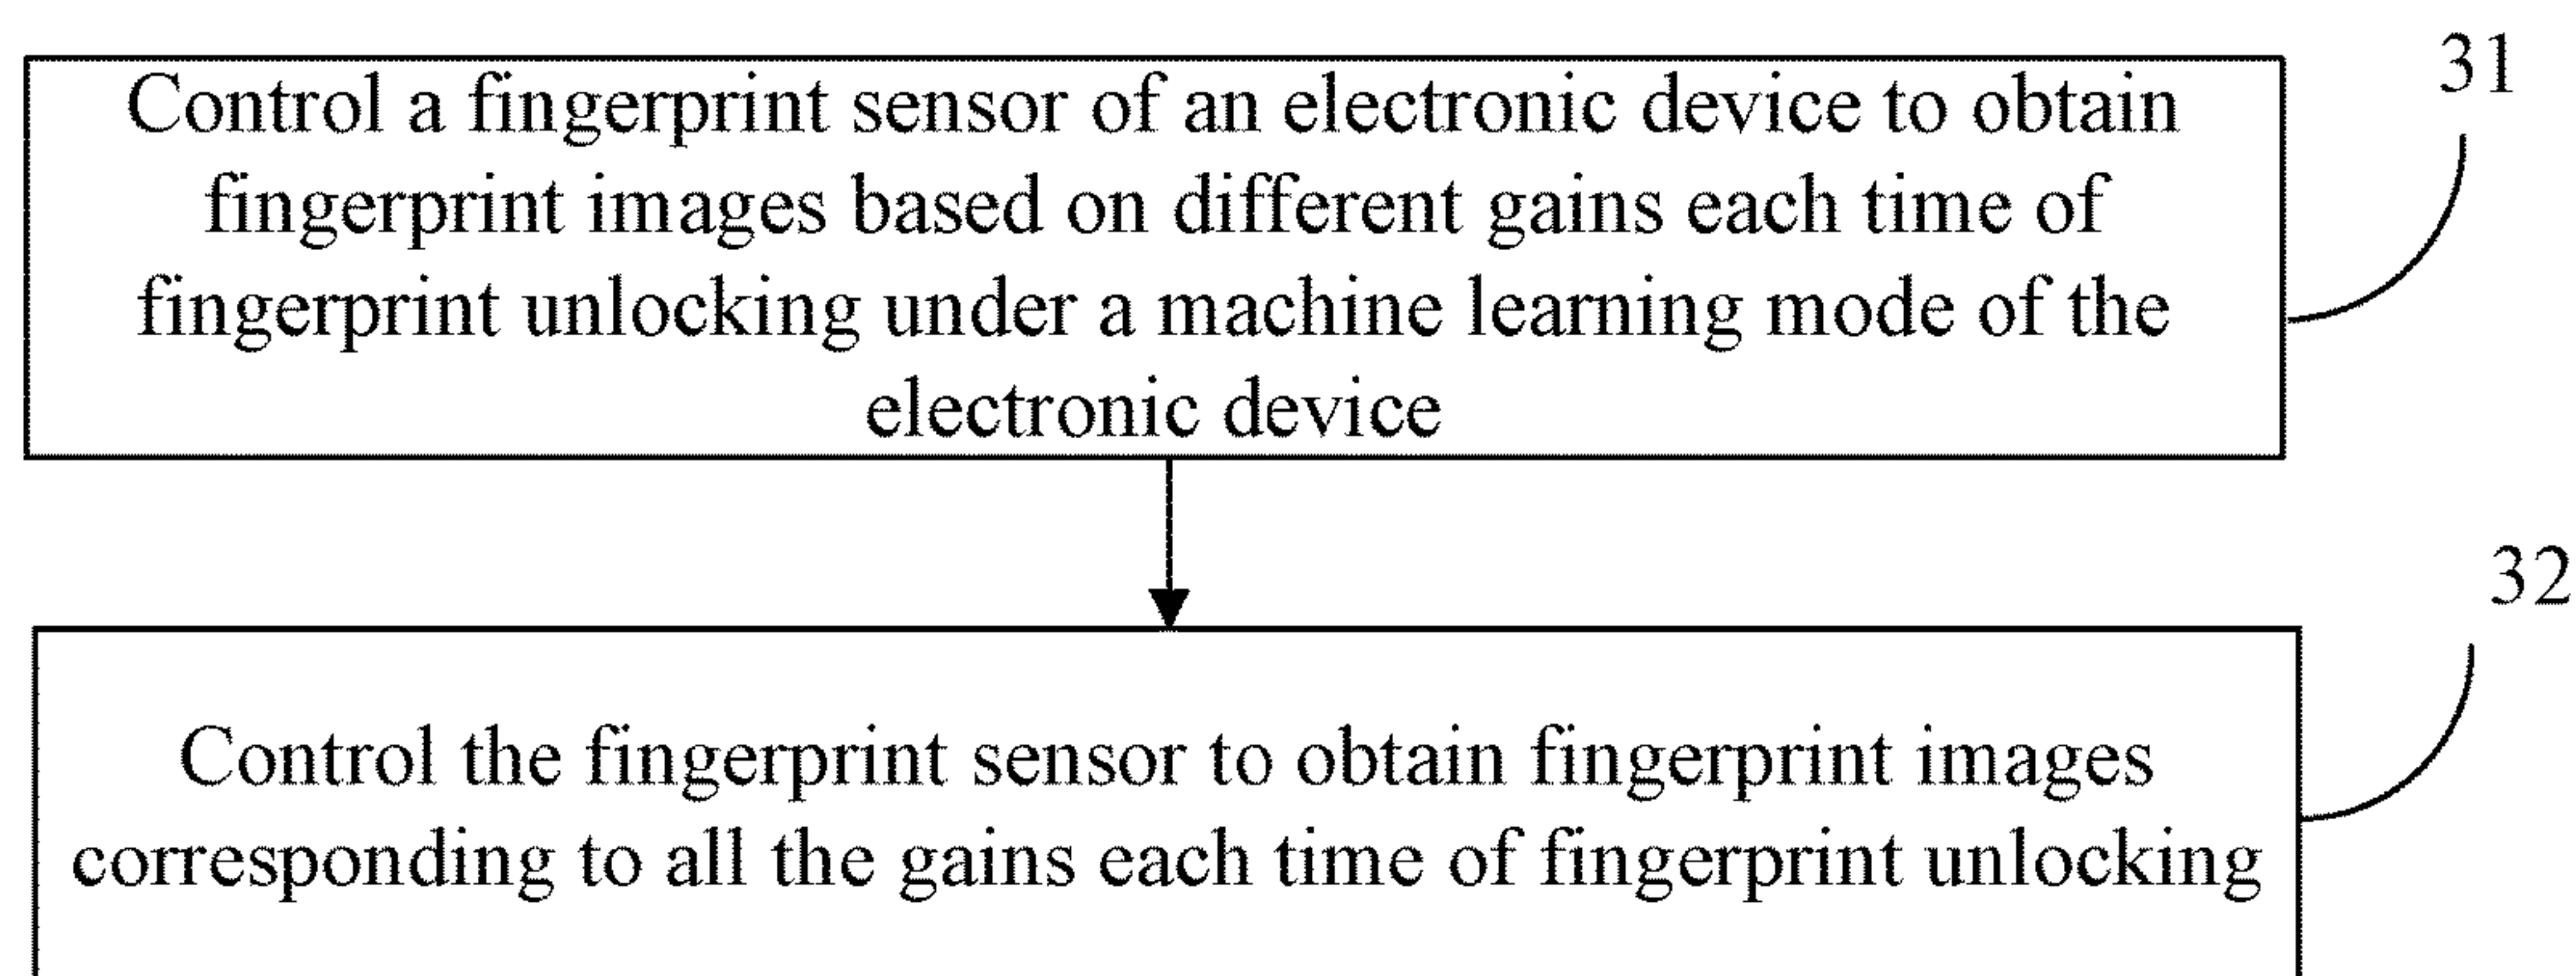 31
Control a fingerprint sensor of an electronic device to obtain
fingerprint images based on different gains each time of
fingerprint unlocking under a machine learning mode of the
electronic device
32
Control the fingerprint sensor to obtain fingerprint images
corresponding to all the gains each time of fingerprint unlocking